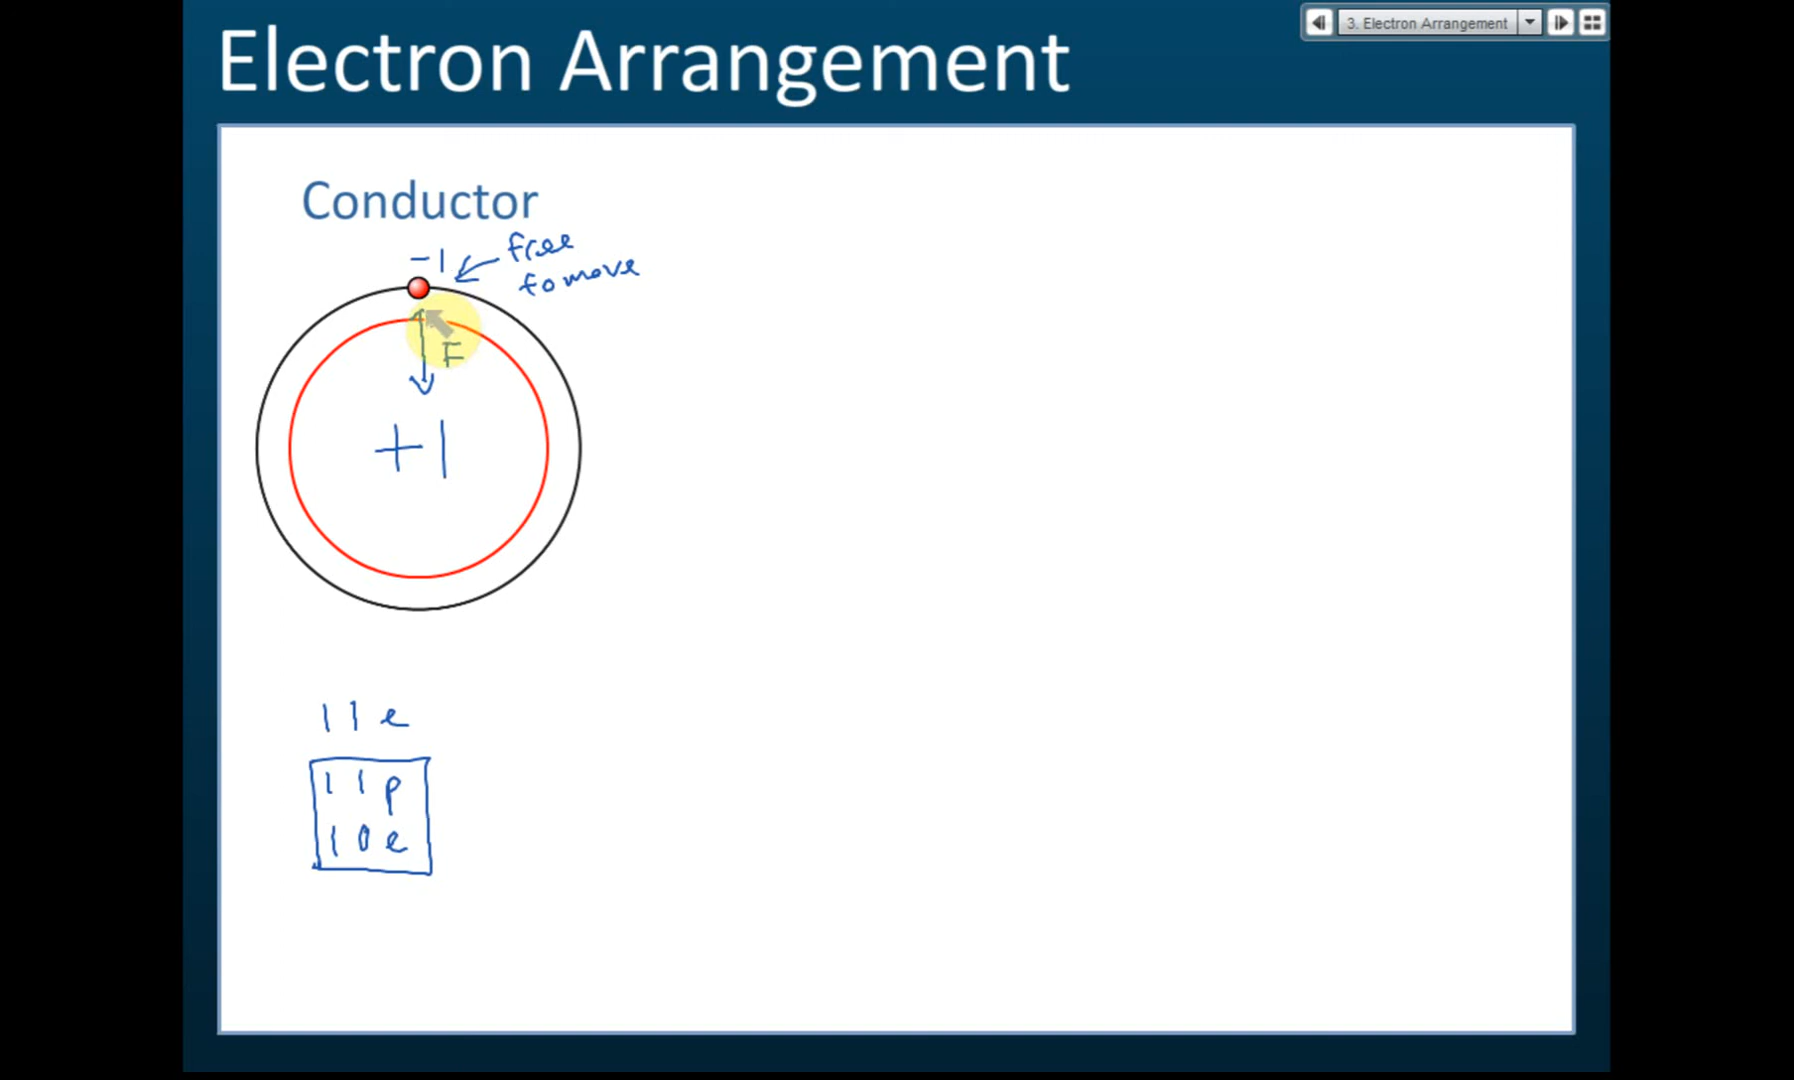 Electron Arrangement
3. Electron Arrangement
Conductor
-1
free
to move
F
+1
11e
11p
10e